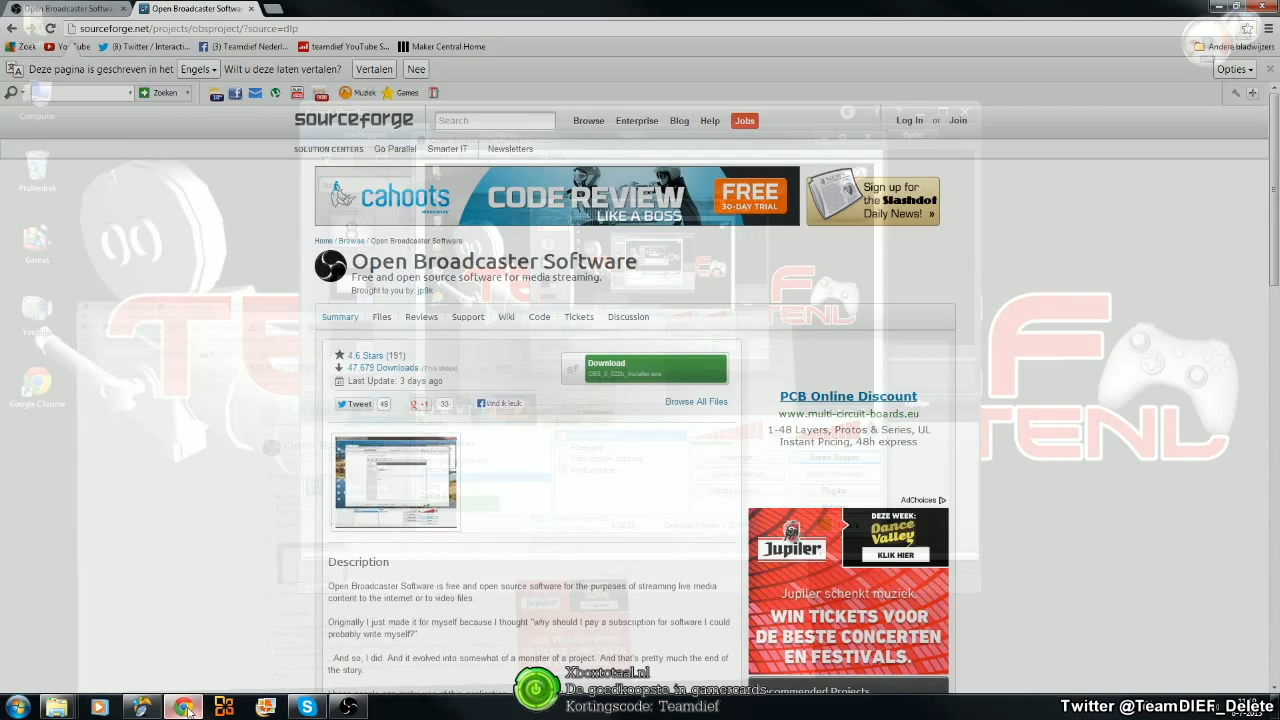 Open Broadcaster Software
Open Broadcaster Software
sourceforge.net/projects/obsproject/?source=dlp
Zoek YouTube (8) Twitter / Interacti... (3) Teamdief Nederl... teamdief YouTube S... Maker Central Home Andere bladwijzers
Deze pagina is geschreven in het Engels Wilt u deze laten vertalen? Vertalen Nee Opties
Zoeken Muziek Games
Computer
sourceforge Search Browse Enterprise Blog Help Jobs Log In or Join
SOLUTION CENTERS Go Parallel Smarter IT Newsletters
Prullenbak
cahoots CODE REVIEW LIKE A BOSS FREE 30-DAY TRIAL
Sign up for the Slashdot Daily News! »
Home / Browse / Open Broadcaster Software
Open Broadcaster Software
Free and open source software for media streaming.
Brought to you by: jp9k
Games
Summary Files Reviews Support Wiki Code Tickets Discussion
4.6 Stars (191)
47.679 Downloads (This Week)
Last Update: 3 days ago
sf Download
OBS_0_522b_Installer.exe
Google Chrome
Tweet 49 +1 33 Vind ik leuk Browse All Files
PCB Online Discount
www.multi-circuit-boards.eu
1-48 Layers, Protos & Series, UL
Instant Pricing, 48h express
AdChoices
Jupiler
DEZE WEEK:
Dance Valley
KLIK HIER
Jupiler schenkt muziek.
WIN TICKETS VOOR
DE BESTE CONCERTEN
EN FESTIVALS.
Description
Open Broadcaster Software is free and open source software for the purposes of streaming live media
content to the internet or to video files.
Originally I just made it for myself because I thought "why should I pay a subscription for software I could
probably write myself?"
...And so, I did. And it evolved into somewhat of a monster of a project. And that's pretty much the end of
the story.
Recommended Projects
Xboxtotaal.nl
De goedkoopste in gamercards
Kortingscode: Teamdief
Twitter @TeamDIEF_Delete